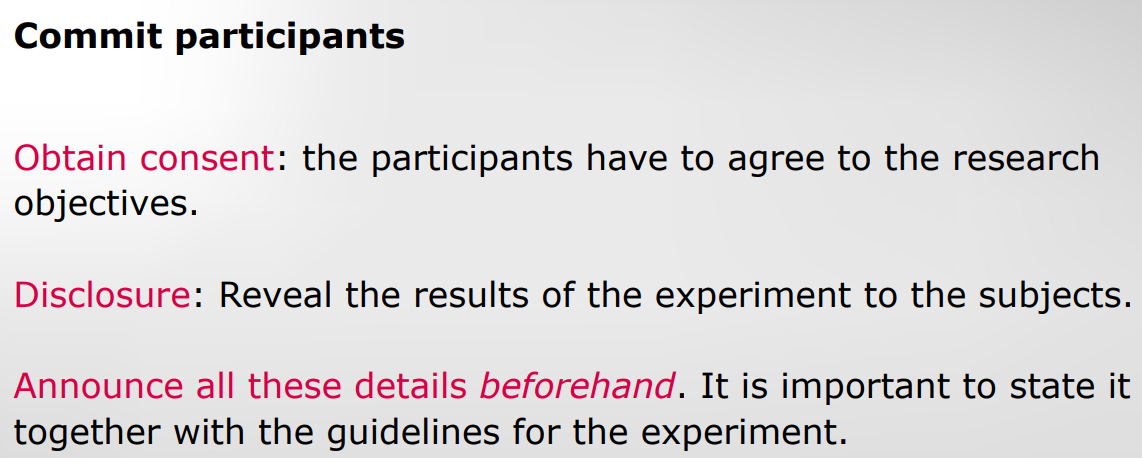 Commit participants
Obtain consent: the participants have to agree to the research
objectives.
Disclosure: Reveal the results of the experiment to the subjects.
Announce all these details beforehand. It is important to state it
together with the guidelines for the experiment.